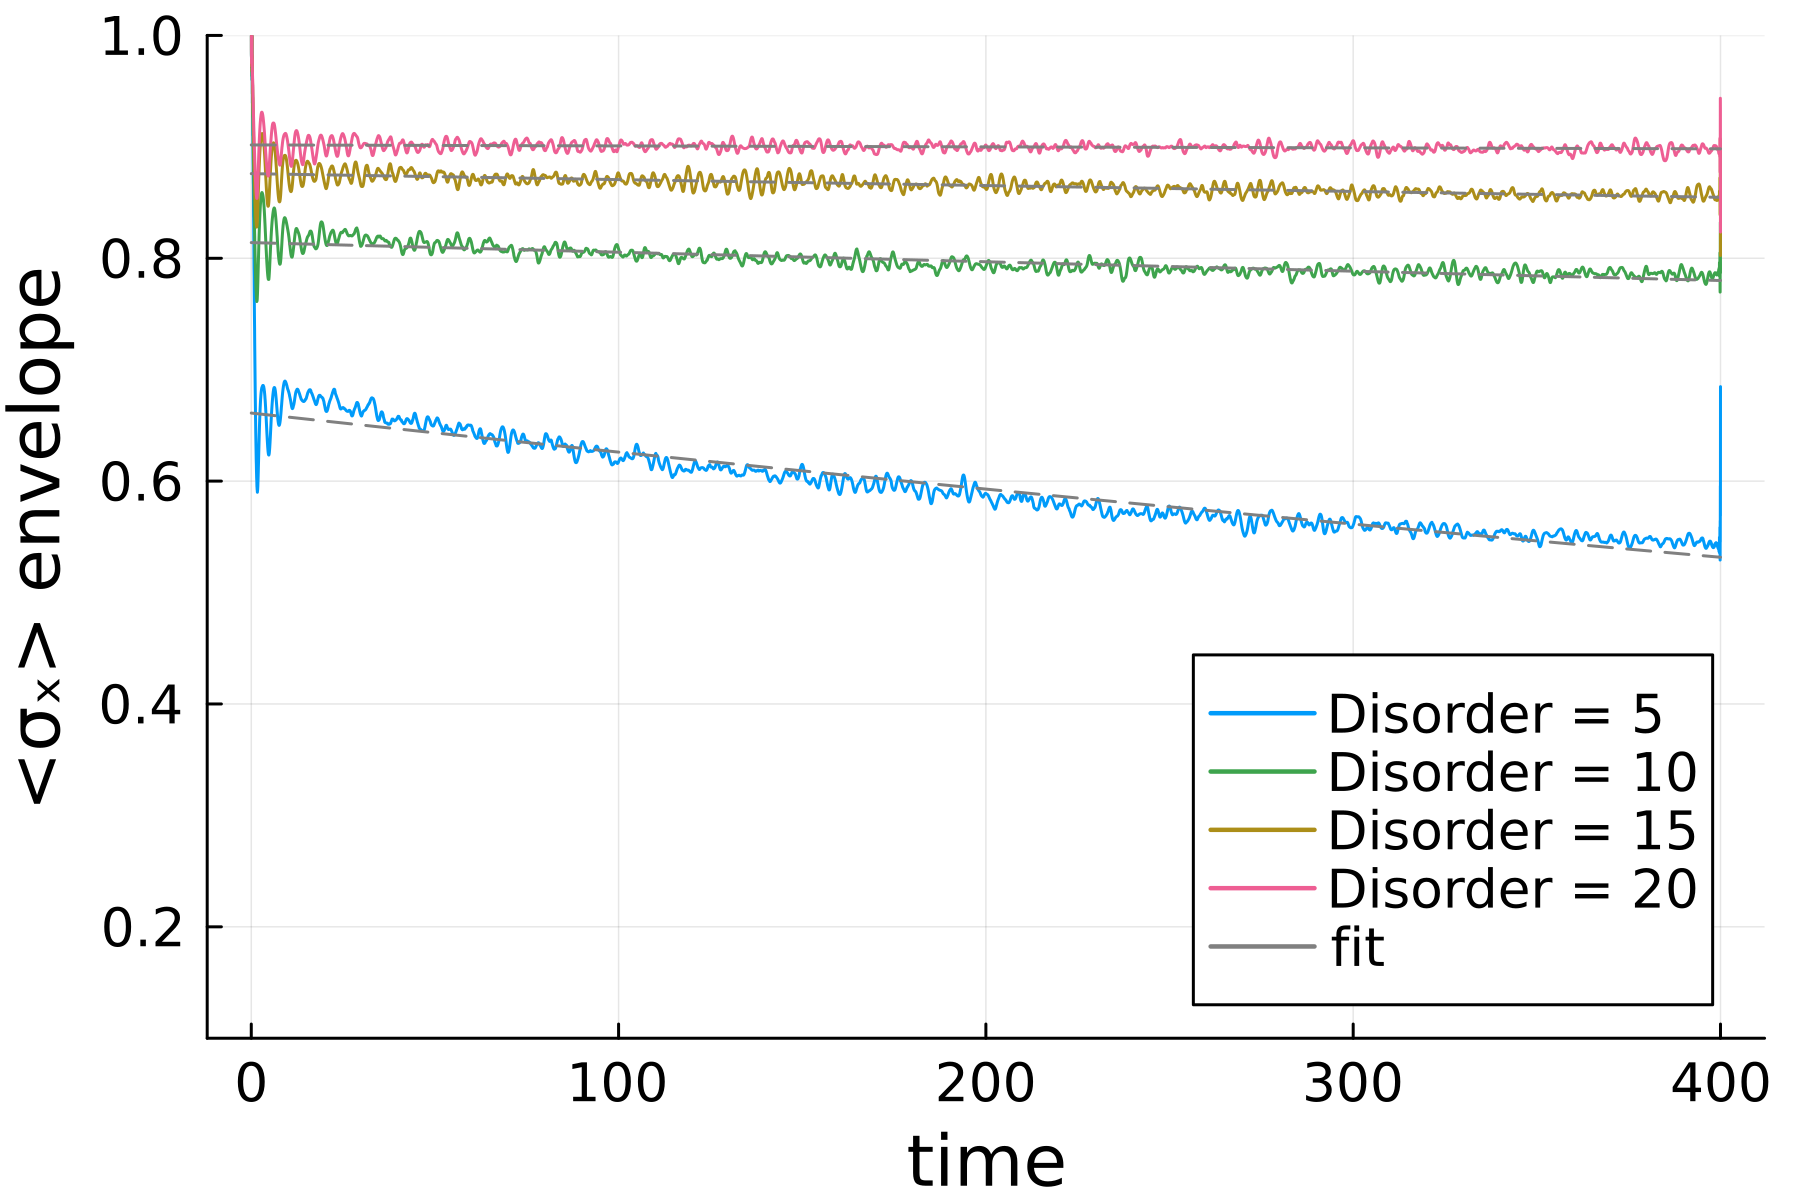 1.0
0.8
0.6
0.4
0.2
<σₓ> envelope
Disorder = 5
Disorder = 10
Disorder = 15
Disorder = 20
fit
0 100 200 300 400
time